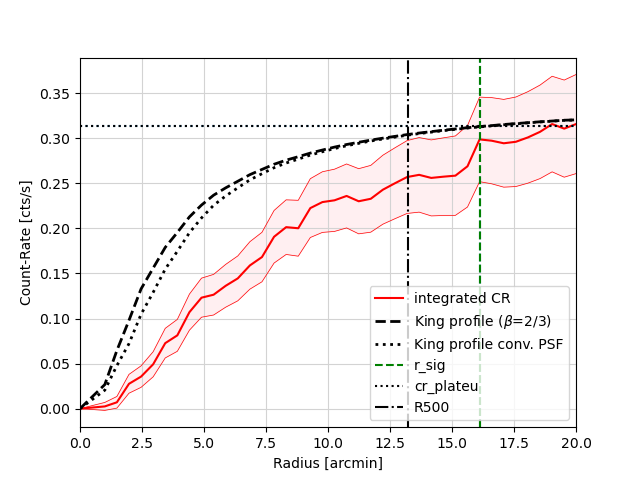 0.35
0.30
0.25
0.20
0.15
0.10
0.05
0.00
Count-Rate [cts/s]
integrated CR
King profile (β=2/3)
King profile conv. PSF
r_sig
cr_plateu
R500
0.0 2.5 5.0 7.5 10.0 12.5 15.0 17.5 20.0
Radius [arcmin]